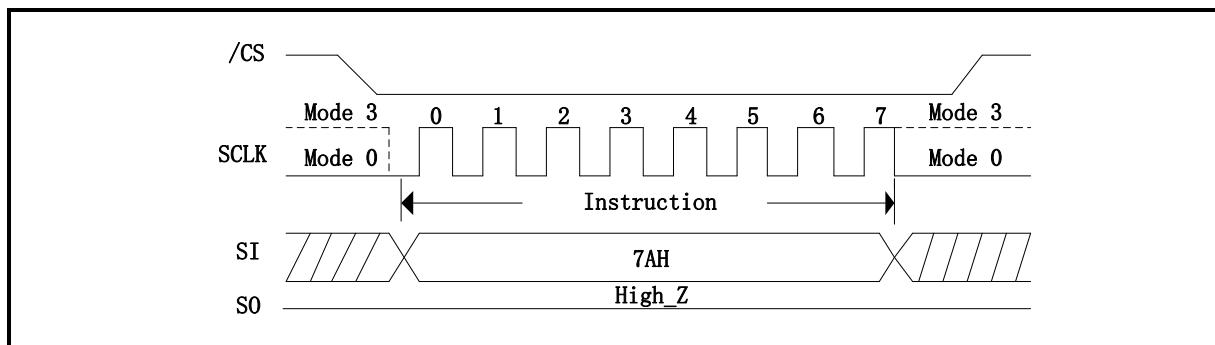 /CS
Mode 3 0 1 2 3 4 5 6 7 Mode 3
SCLK Mode 0 Mode 0
Instruction
SI 7AH
SO High_Z